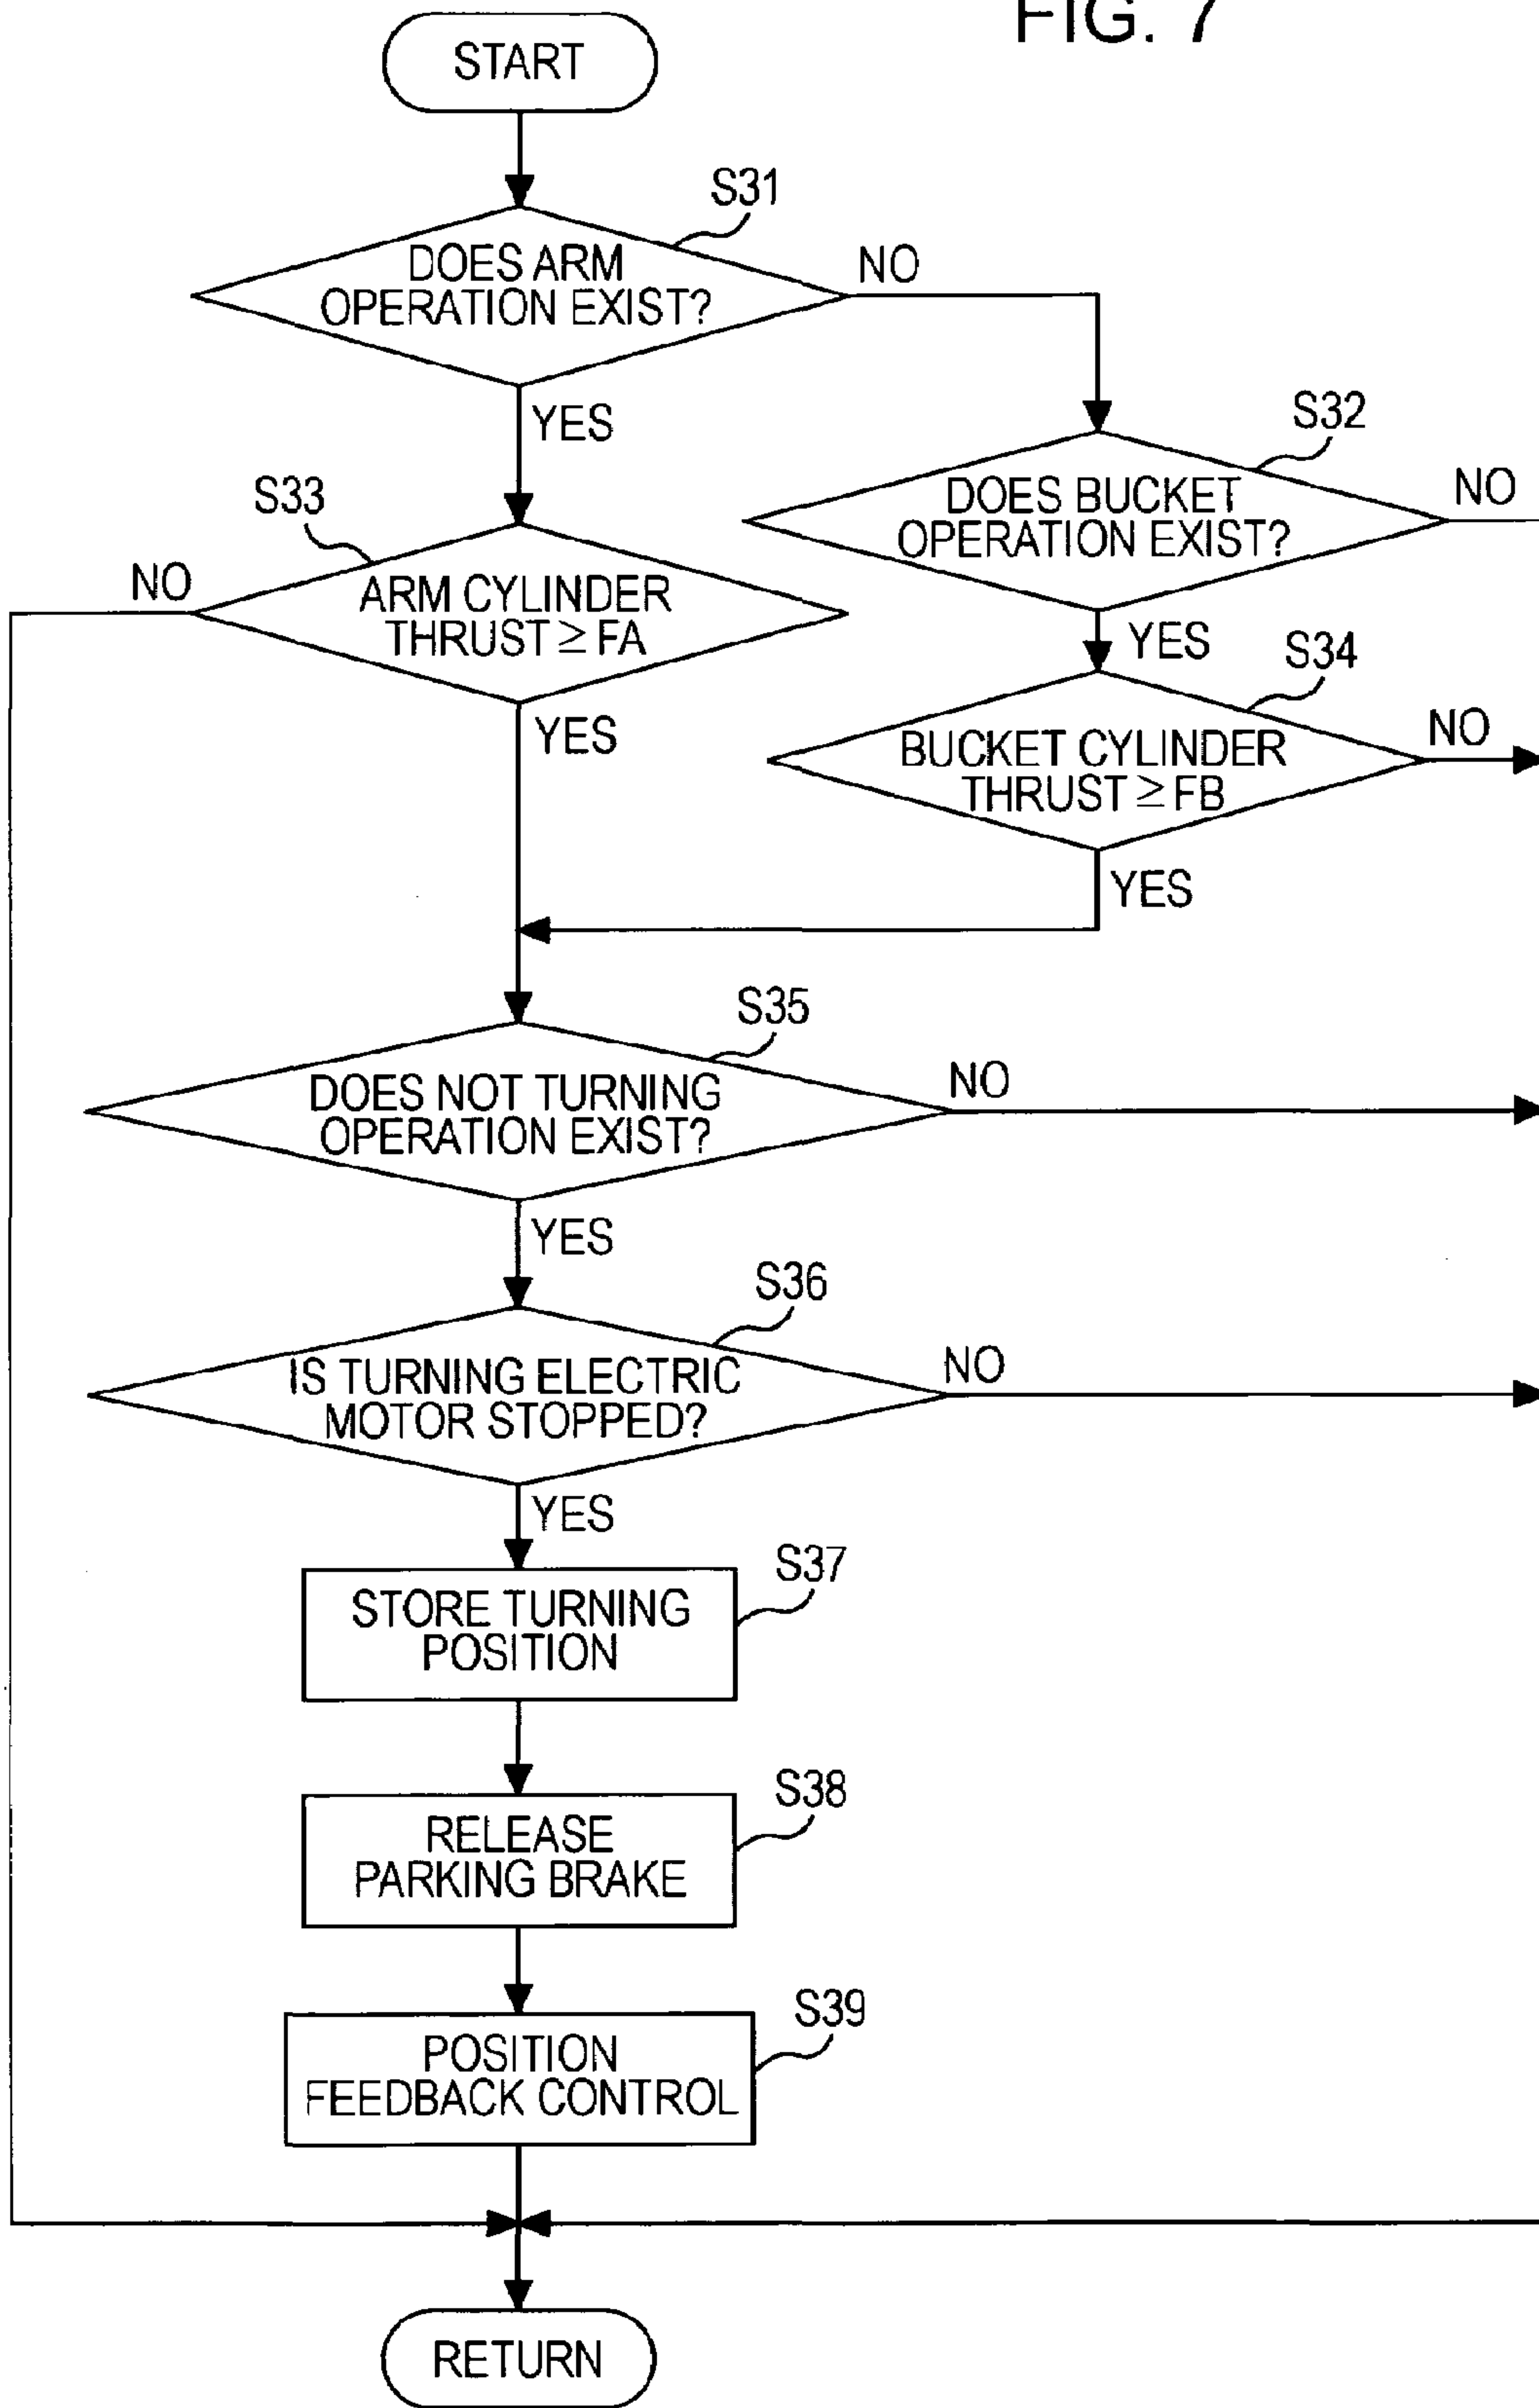 FIG. 7
START
S31
DOES ARM
OPERATION EXIST?
NO
YES
S32
DOES BUCKET
OPERATION EXIST?
NO
YES
S33
ARM CYLINDER
THRUST ≥ FA
NO
YES
S34
BUCKET CYLINDER
THRUST ≥ FB
NO
YES
S35
DOES NOT TURNING
OPERATION EXIST?
NO
YES
S36
IS TURNING ELECTRIC
MOTOR STOPPED?
NO
YES
S37
STORE TURNING
POSITION
S38
RELEASE
PARKING BRAKE
S39
POSITION
FEEDBACK CONTROL
RETURN